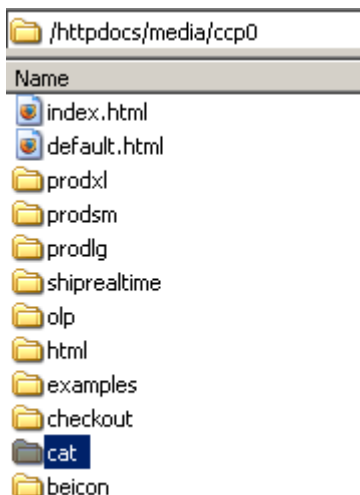 /httpdocs/media/ccp0
Name
index.html
default.html
prodxl
prodsm
prodlg
shiprealtime
olp
html
examples
checkout
cat
beicon